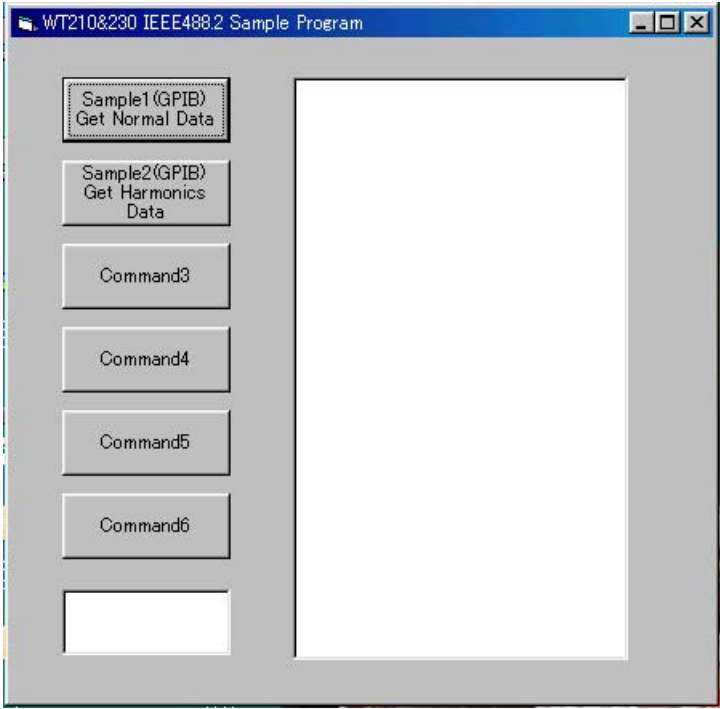 WT210&230 IEEE488.2 Sample Program
Sample1(GPIB)
Get Normal Data
Sample2(GPIB)
Get Harmonics
Data
Command3
Command4
Command5
Command6